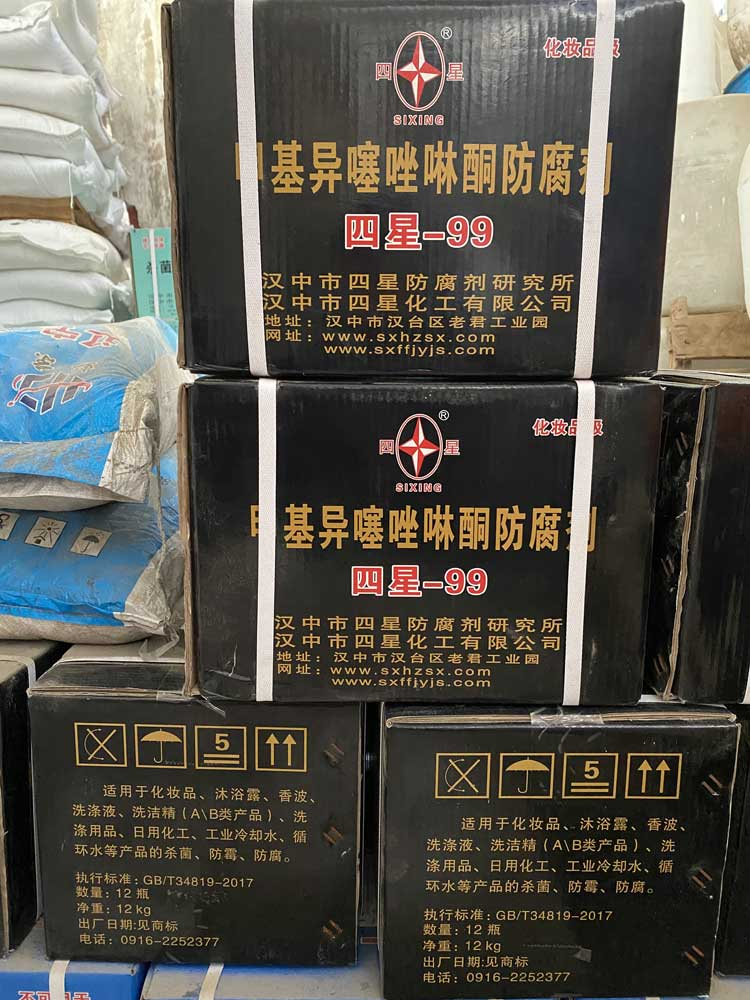 四 星
®
SIXING
化妆品级
甲基异噻唑啉酮防腐剂
四星-99
汉中市四星防腐剂研究所
汉中市四星化工有限公司
地址：汉中市汉台区老君工业园
网址：www.sxhzsx.com
www.sxffjyjs.com
杀菌
四 星
®
SIXING
化妆品级
甲基异噻唑啉酮防腐剂
四星-99
汉中市四星防腐剂研究所
汉中市四星化工有限公司
地址：汉中市汉台区老君工业园
网址：www.sxhzsx.com
www.sxffjyjs.com
5
适用于化妆品、沐浴露、香波、
洗涤液、洗洁精（A\B类产品）、洗
涤用品、日用化工、工业冷却水、循
环水等产品的杀菌、防霉、防腐。
执行标准：GB/T34819-2017
数量：12 瓶
净重：12 kg
出厂日期:见商标
电话：0916-2252377
5
适用于化妆品、沐浴露、香波、
洗涤液、洗洁精（A\B类产品）、洗
涤用品、日用化工、工业冷却水、循
环水等产品的杀菌、防霉、防腐。
执行标准：GB/T34819-2017
数量：12 瓶
净重：12 kg
出厂日期:见商标
电话：0916-2252377
不可用于